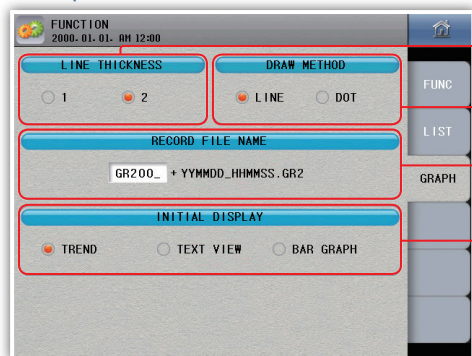 FUNCTION
2000. 01. 01. AM 12:00
LINE THICKNESS
DRAW METHOD
1 2
LINE DOT
RECORD FILE NAME
GR200_ + YYMMDD_HHMMSS.GR2
INITIAL DISPLAY
TREND TEXT VIEW BAR GRAPH
FUNC
LIST
GRAPH